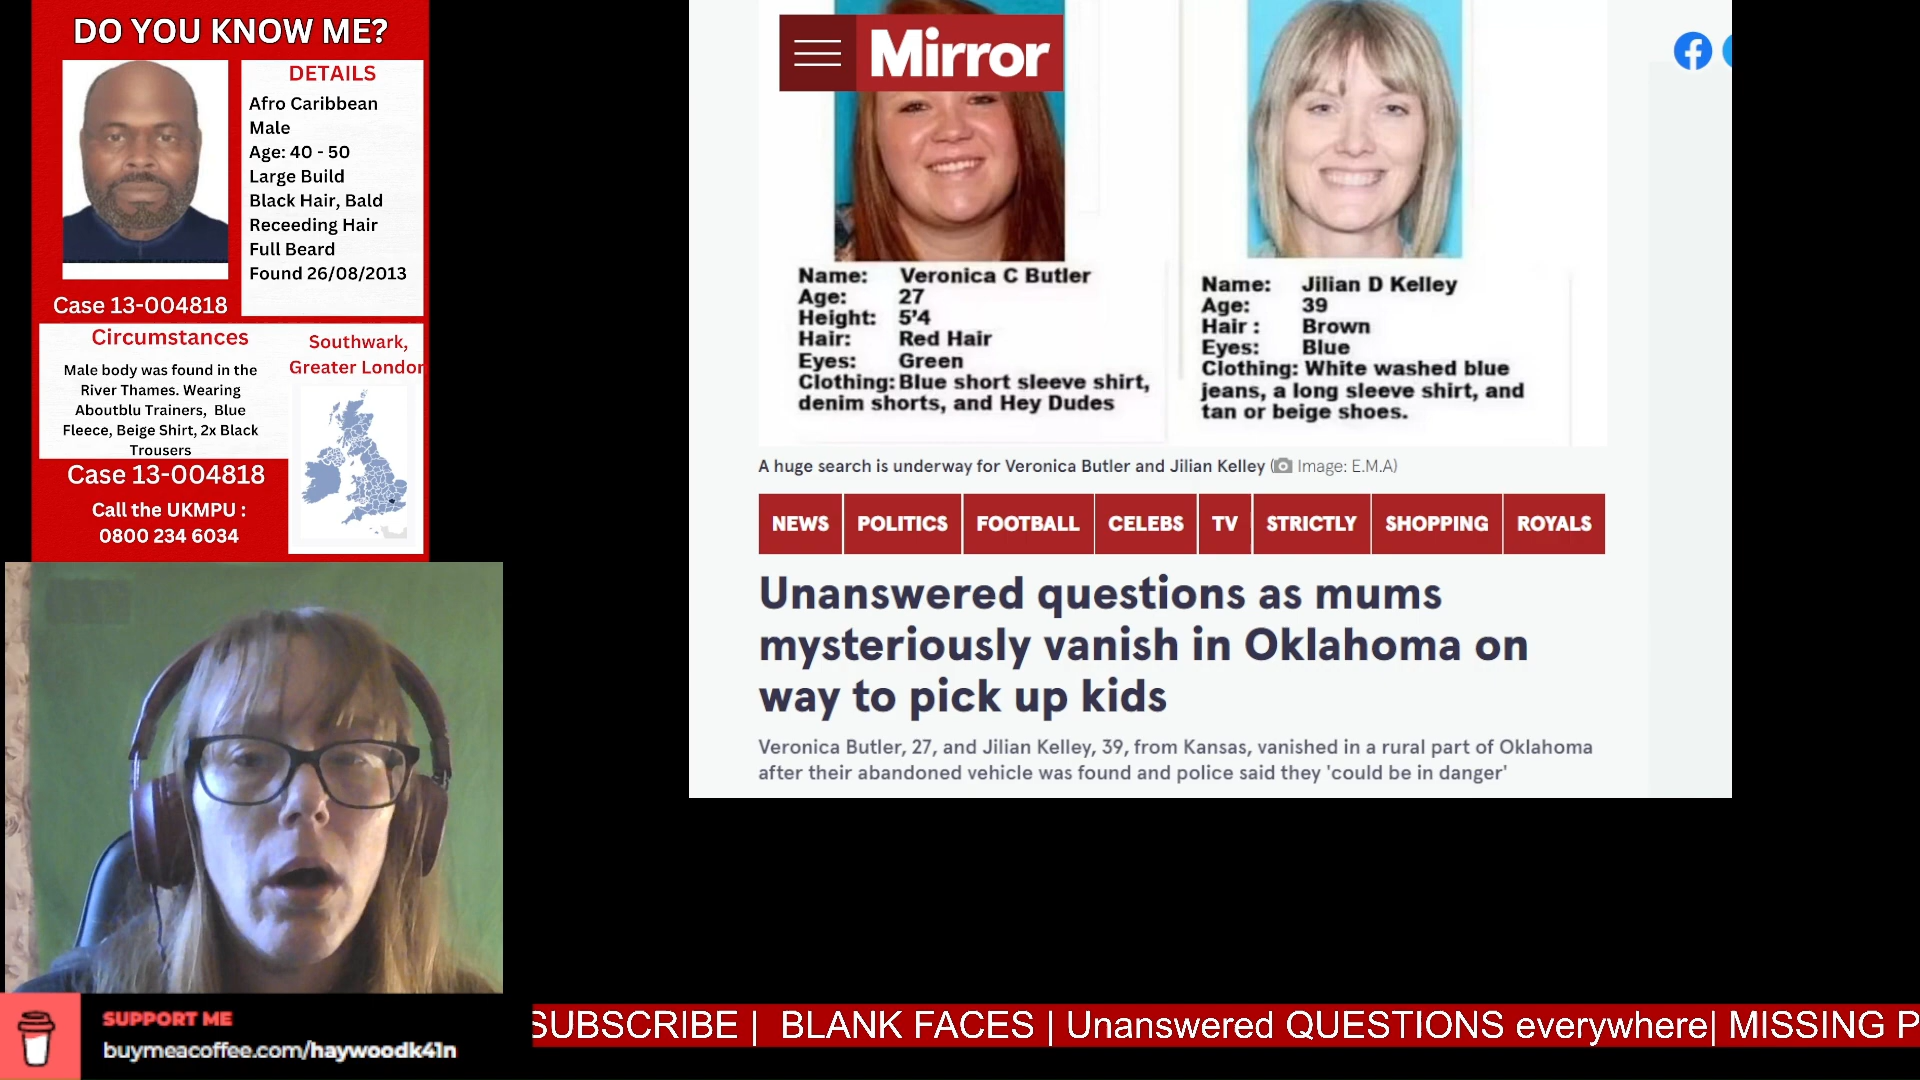 DO YOU KNOW ME?
DETAILS
Afro Caribbean
Male
Age: 40 - 50
Large Build
Black Hair, Bald
Receeding Hair
Full Beard
Found 26/08/2013
Case 13-004818
Circumstances
Male body was found in the
River Thames. Wearing
Aboutblu Trainers, Blue
Fleece, Beige Shirt, 2x Black
Trousers
Southwark,
Greater London
Case 13-004818
Call the UKMPU :
0800 234 6034
Mirror
Name: Veronica C Butler
Age: 27
Height: 5'4
Hair: Red Hair
Eyes: Green
Clothing: Blue short sleeve shirt,
denim shorts, and Hey Dudes
Name: Jilian D Kelley
Age: 39
Hair : Brown
Eyes: Blue
Clothing: White washed blue
jeans, a long sleeve shirt, and
tan or beige shoes.
A huge search is underway for Veronica Butler and Jilian Kelley (Image: E.M.A)
NEWS POLITICS FOOTBALL CELEBS TV STRICTLY SHOPPING ROYALS
Unanswered questions as mums
mysteriously vanish in Oklahoma on
way to pick up kids
Veronica Butler, 27, and Jilian Kelley, 39, from Kansas, vanished in a rural part of Oklahoma
after their abandoned vehicle was found and police said they 'could be in danger'
SUPPORT ME
buymeacoffee.com/haywoodk41n
SUBSCRIBE | BLANK FACES | Unanswered QUESTIONS everywhere| MISSING P